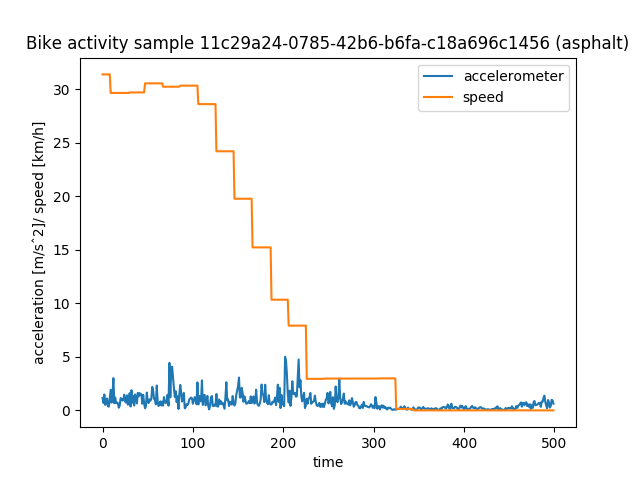 Bike activity sample 11c29a24-0785-42b6-b6fa-c18a696c1456 (asphalt)
accelerometer
speed
acceleration [m/s^2]/ speed [km/h]
30
25
20
15
10
5
0
0 100 200 300 400 500
time